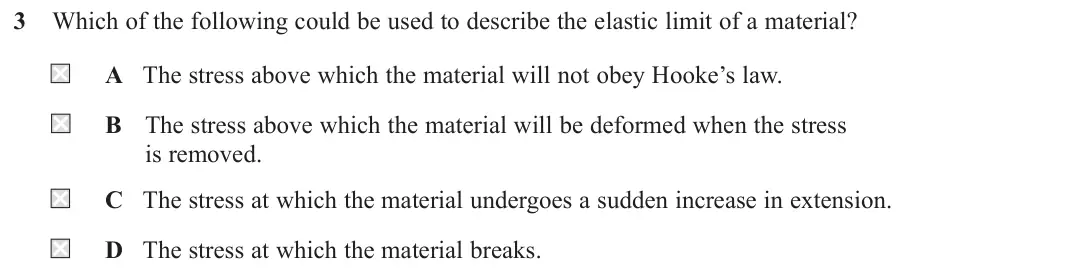 3 Which of the following could be used to describe the elastic limit of a material?
A The stress above which the material will not obey Hooke’s law.
B The stress above which the material will be deformed when the stress
is removed.
C The stress at which the material undergoes a sudden increase in extension.
D The stress at which the material breaks.